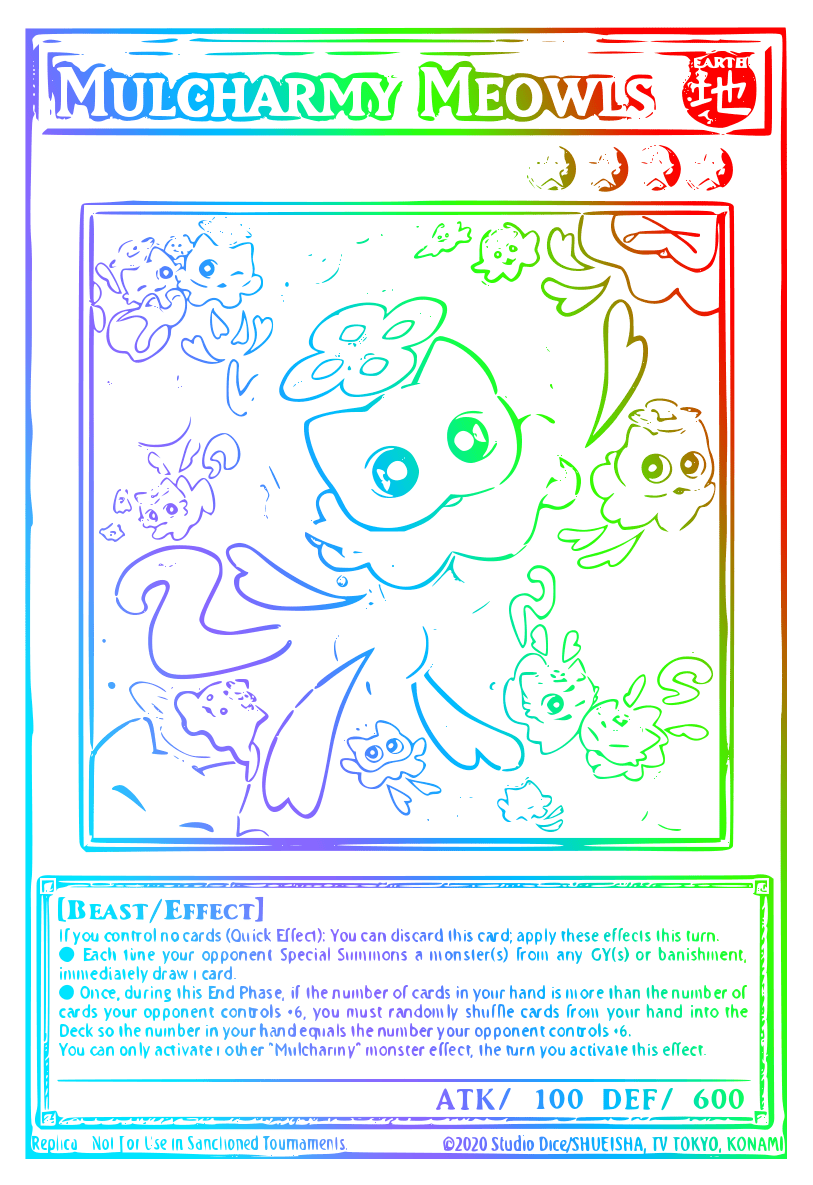 MULCHARMY MEOWLS
EARTH
地
[BEAST/EFFECT]
If you control no cards (Quick Effect): You can discard this card; apply these effects this turn.
● Each time your opponent Special Summons a monster(s) from any GY(s) or banishment,
immediately draw 1 card.
● Once, during this End Phase, if the number of cards in your hand is more than the number of
cards your opponent controls +6, you must randomly shuffle cards from your hand into the
Deck so the number in your hand equals the number your opponent controls +6.
You can only activate 1 other "Mulcharmy" monster effect, the turn you activate this effect.
ATK/ 100 DEF/ 600
Replica Not For Use in Sanctioned Tournaments.
©2020 Studio Dice/SHUEISHA, TV TOKYO, KONAMI